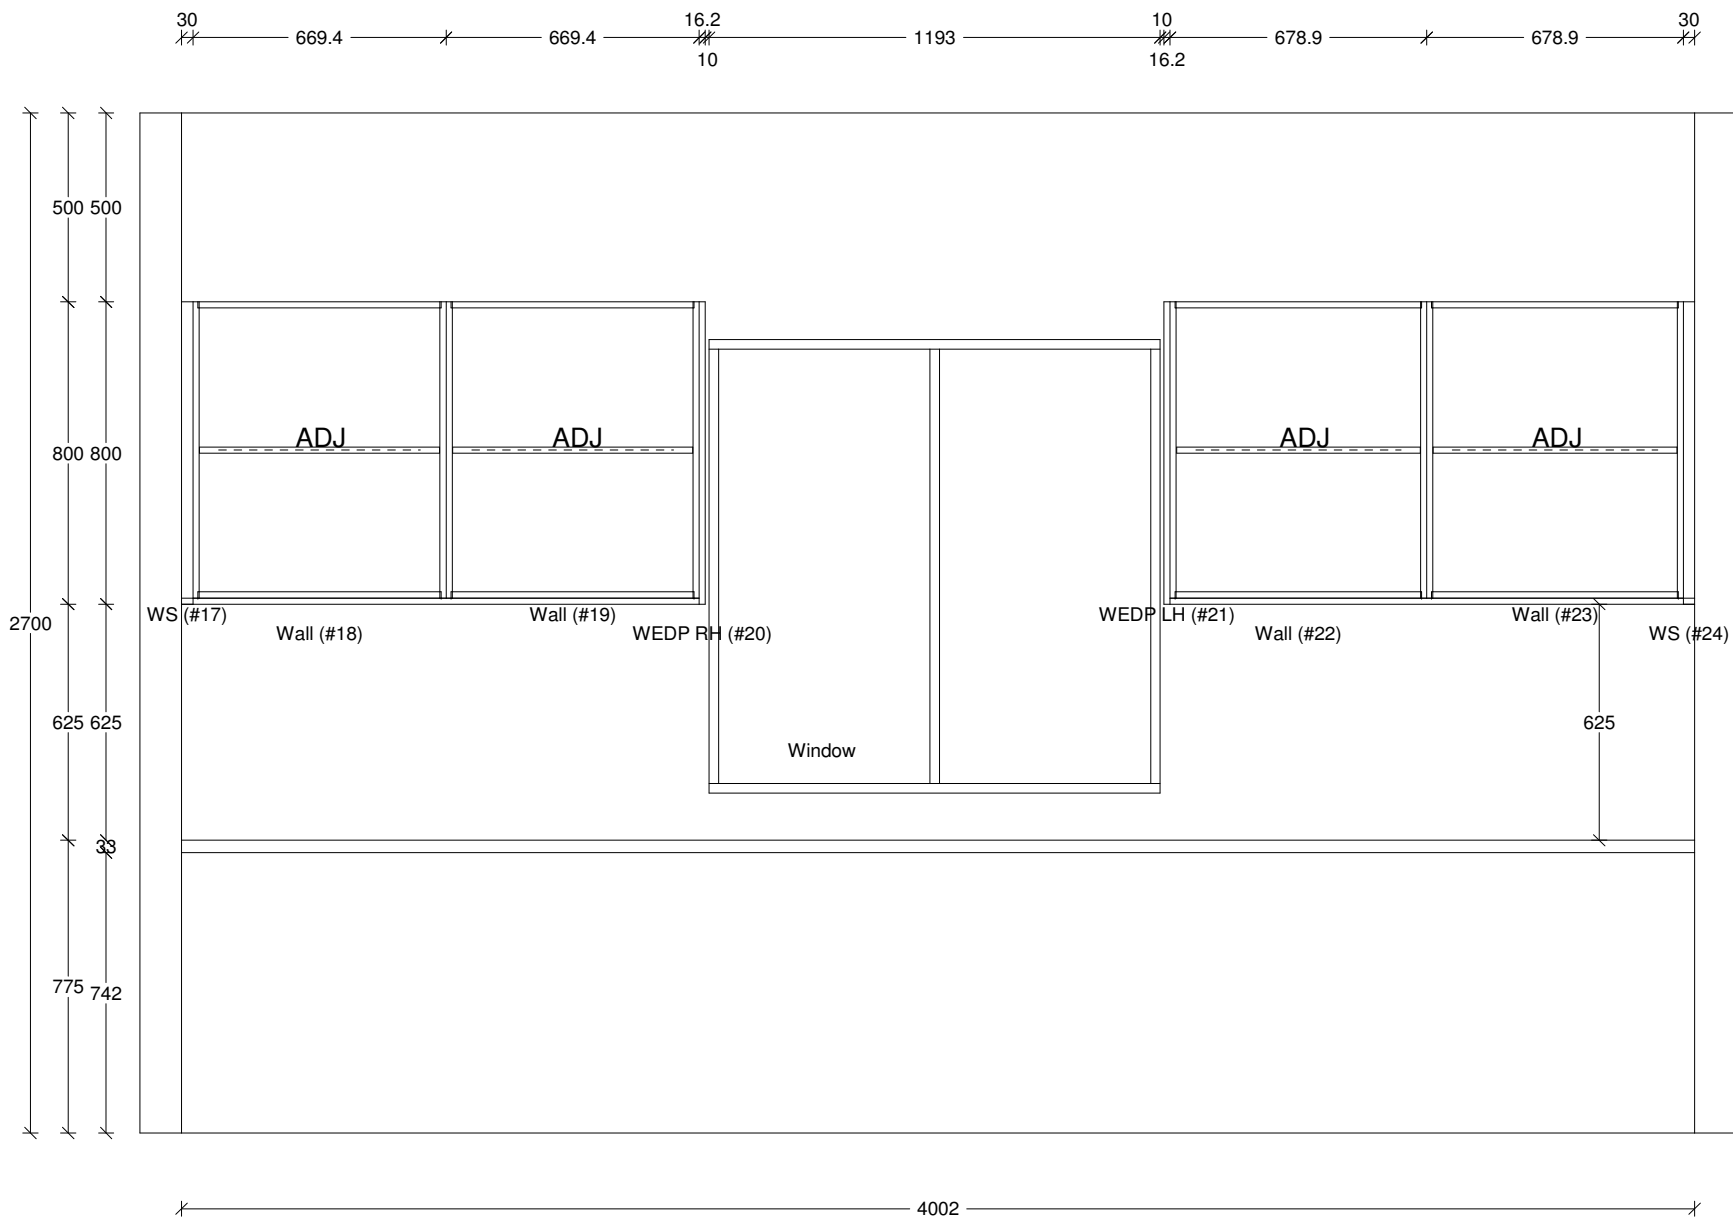 30 16.2 10 30
669.4 669.4 1193 678.9 678.9
10 16.2
500 500
ADJ ADJ ADJ ADJ
800 800
WS (#17) Wall (#19) WEDP LH (#21) Wall (#23)
2700
Wall (#18) WEDP RH (#20) Wall (#22) WS (#24)
625 625 625
Window
33
775 742
4002